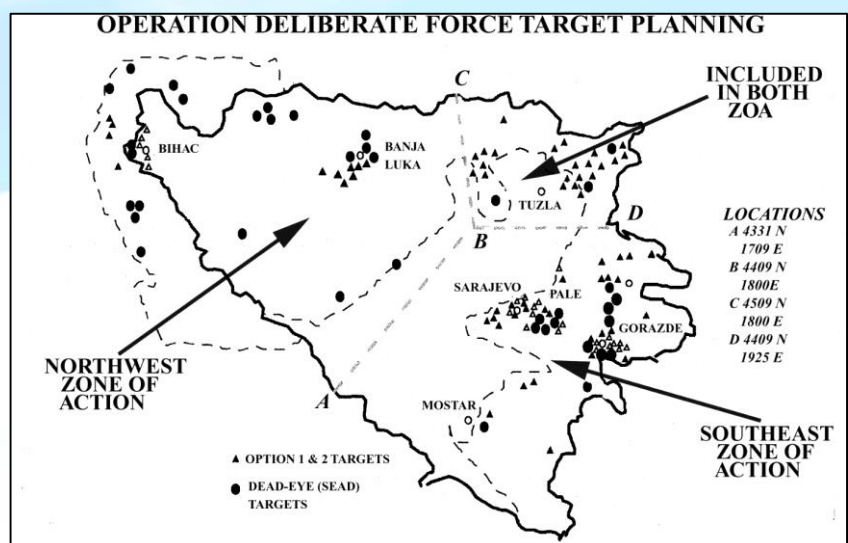 OPERATION DELIBERATE FORCE TARGET PLANNING
C
INCLUDED
IN BOTH
ZOA
BIHAC
BANJA
LUKA
TUZLA
B
D
LOCATIONS
A 4331 N
1709 E
B 4409 N
1800E
C 4509 N
1800 E
D 4409 N
1925 E
SARAJEVO
PALE
GORAZDE
NORTHWEST
ZONE OF
ACTION
A
MOSTAR
SOUTHEAST
ZONE OF
ACTION
OPTION 1 & 2 TARGETS
DEAD-EYE (SEAD)
TARGETS